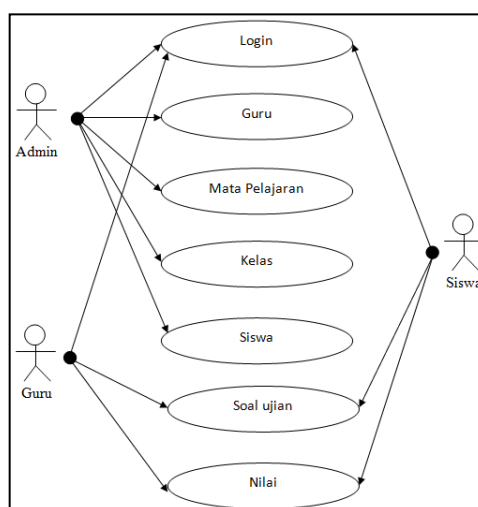 Login
Guru
Admin
Mata Pelajaran
Kelas
Siswa
Siswa
Guru
Soal ujian
Nilai